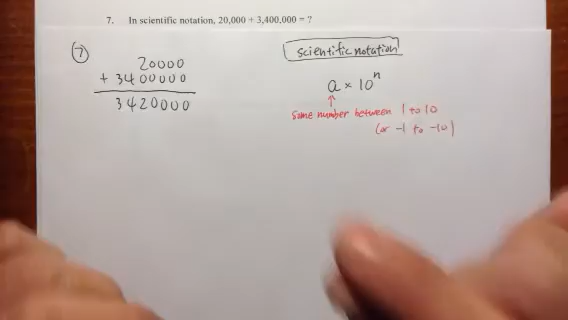 7. In scientific notation, 20,000 + 3,400,000 = ?
7
20000
+ 3400000
3420000
scientific notation
a × 10^n
some number between 1 to 10
(or -1 to -10)